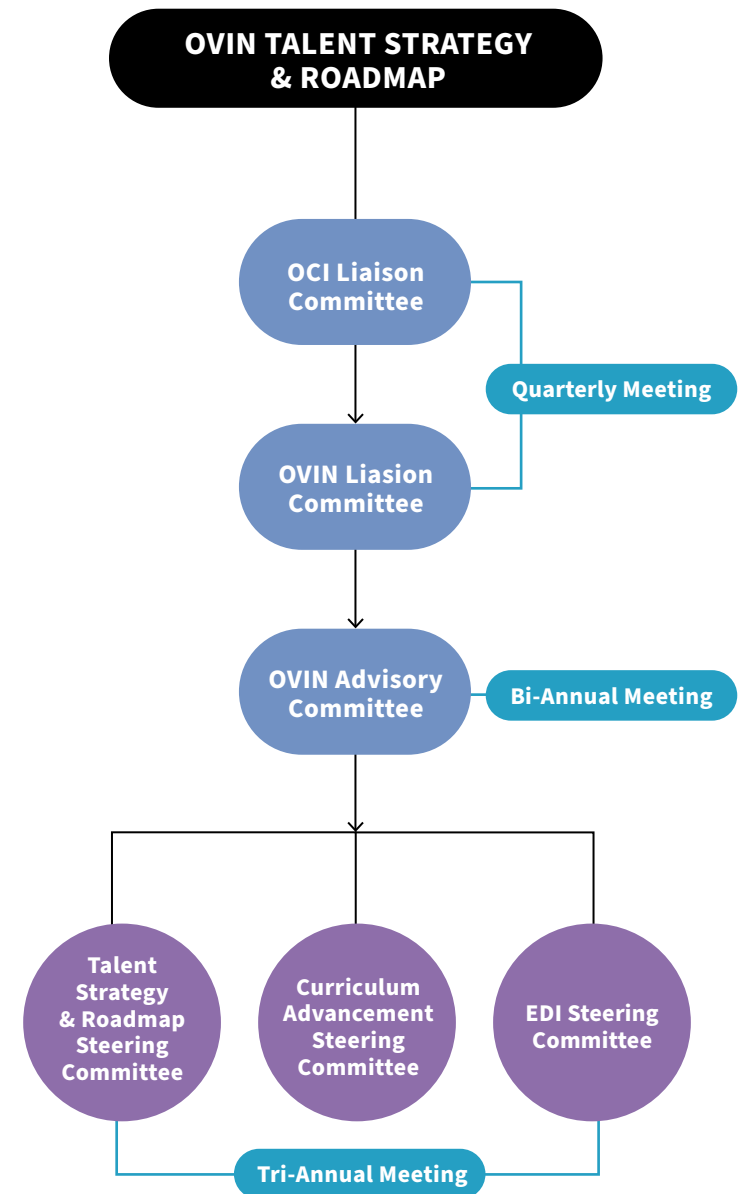 OVIN TALENT STRATEGY
& ROADMAP
OCI Liaison
Committee
Quarterly Meeting
OVIN Liasion
Committee
OVIN Advisory
Committee
Bi-Annual Meeting
Talent
Strategy
& Roadmap
Steering
Committee
Curriculum
Advancement
Steering
Committee
EDI Steering
Committee
Tri-Annual Meeting